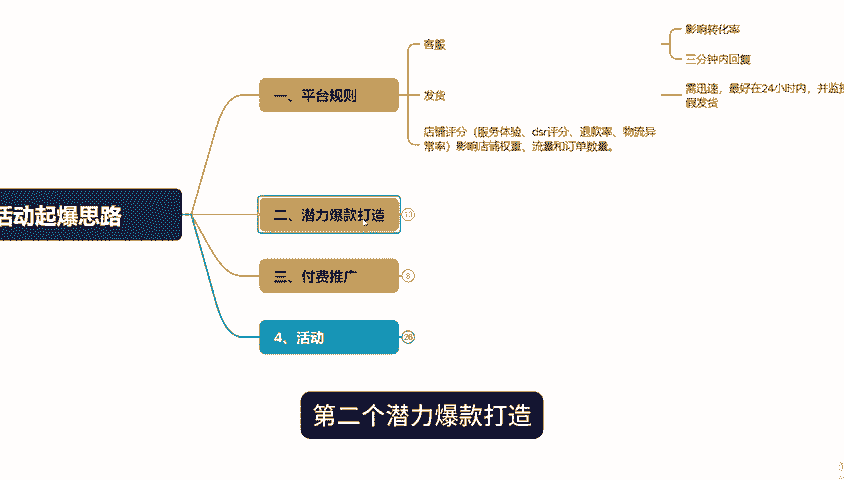 活动起爆思路
一、平台规则
客服
影响转化率
三分钟内回复
发货
需迅速，最好在24小时内，并监控
假发货
店铺评分（服务体验、dsr评分、退款率、物流异
常率）影响店铺权重、流量和订单数量。
二、潜力爆款打造
13
三、付费推广
8
4、活动
26
第二个潜力爆款打造